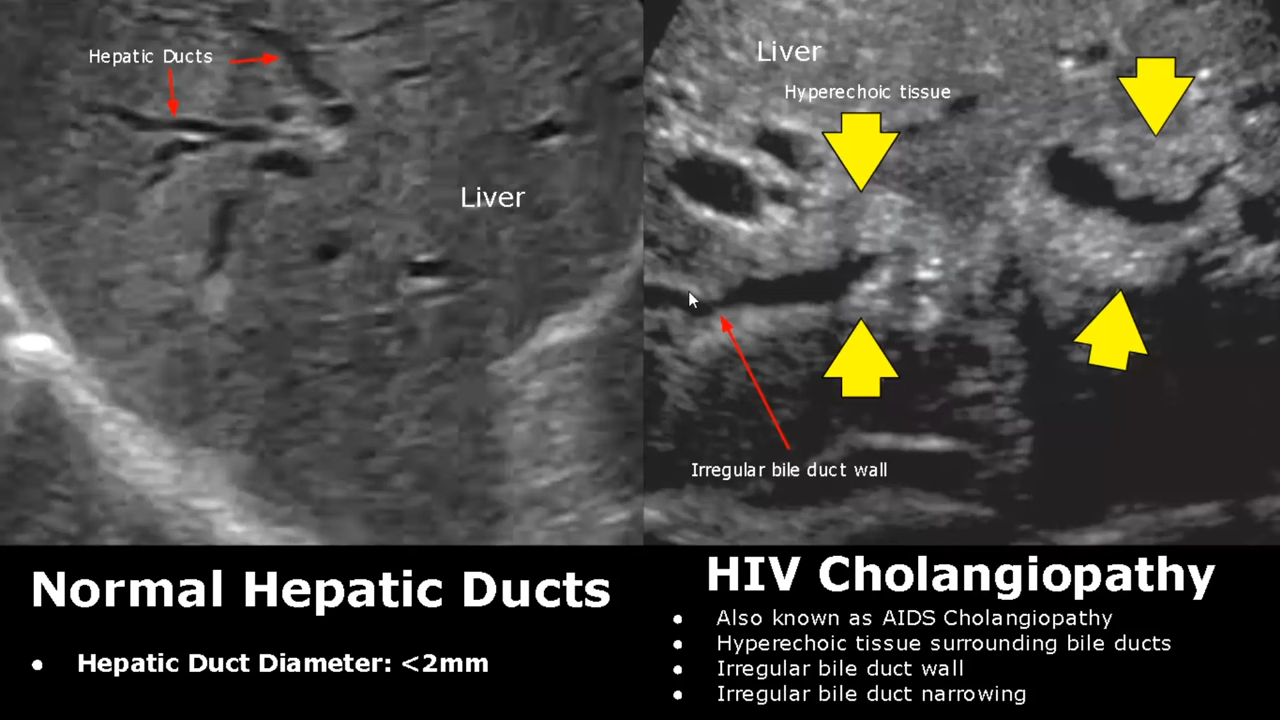 Hepatic Ducts
Liver
Normal Hepatic Ducts
● Hepatic Duct Diameter: <2mm
Liver
Hyperechoic tissue
Irregular bile duct wall
HIV Cholangiopathy
● Also known as AIDS Cholangiopathy
● Hyperechoic tissue surrounding bile ducts
● Irregular bile duct wall
● Irregular bile duct narrowing